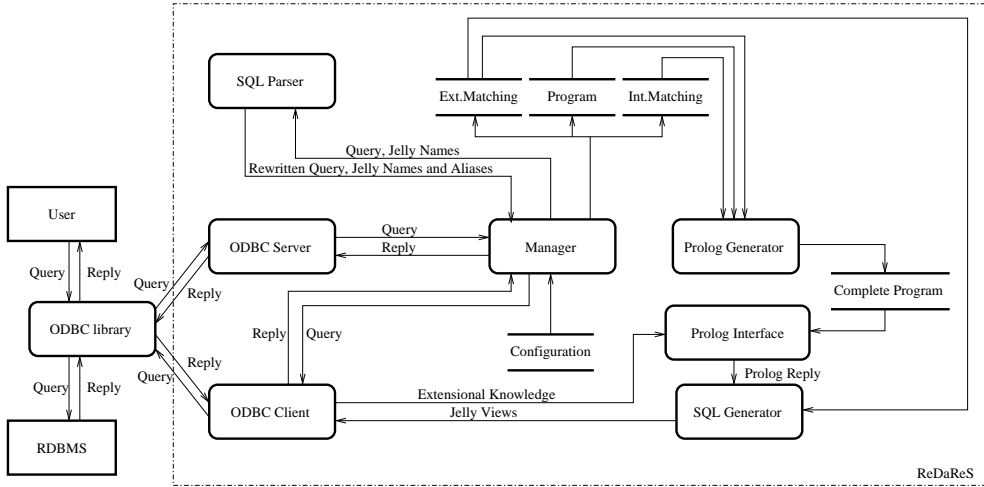 SQL Parser
Ext.Matching
Program
Int.Matching
Query, Jelly Names
Rewritten Query, Jelly Names and Aliases
User
ODBC Server
Query
Reply
Manager
Prolog Generator
Query
Reply
Query
Reply
Complete Program
ODBC library
Reply
Query
Configuration
Prolog Interface
Query
Reply
Query
Reply
Prolog Reply
ODBC Client
Extensional Knowledge
Jelly Views
SQL Generator
RDBMS
ReDaReS